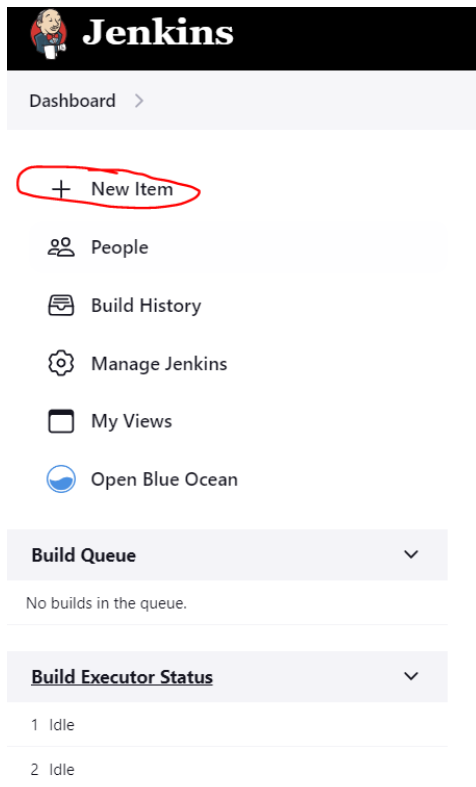 Jenkins
Dashboard
New Item
People
Build History
Manage Jenkins
My Views
Open Blue Ocean
Build Queue
No builds in the queue.
Build Executor Status
1 Idle
2 Idle